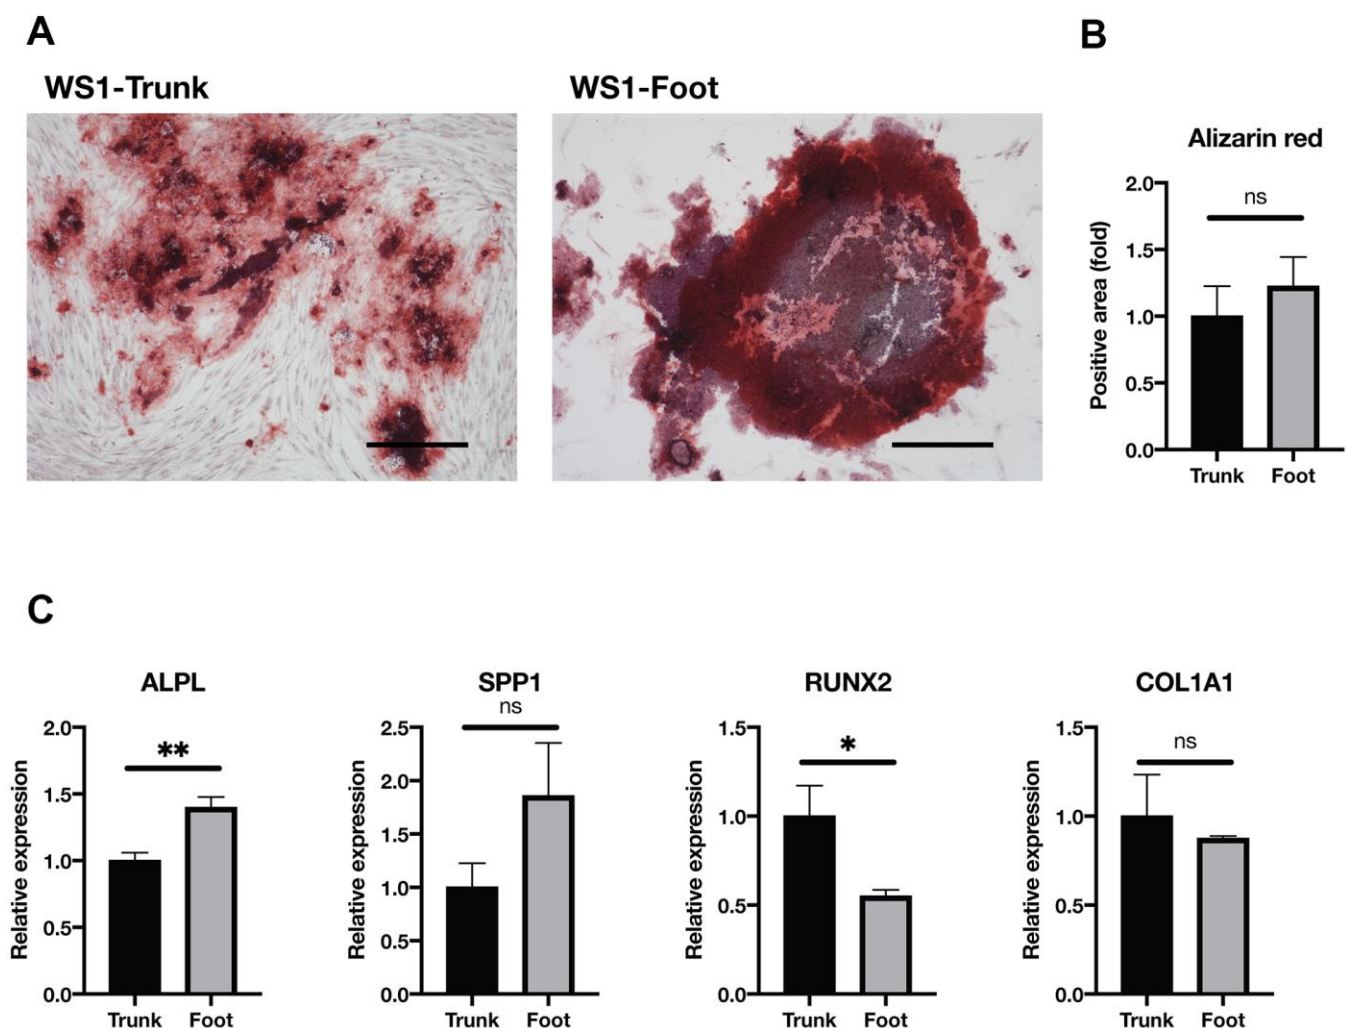 A
B
WS1-Trunk
WS1-Foot
Alizarin red
Positive area (fold)
2.0
1.5
1.0
0.5
0.0
ns
Trunk Foot
C
ALPL
Relative expression
2.0
1.5
1.0
0.5
0.0
**
Trunk Foot
SPP1
Relative expression
2.5
2.0
1.5
1.0
0.5
0.0
ns
Trunk Foot
RUNX2
Relative expression
1.5
1.0
0.5
0.0
*
Trunk Foot
COL1A1
Relative expression
1.5
1.0
0.5
0.0
ns
Trunk Foot